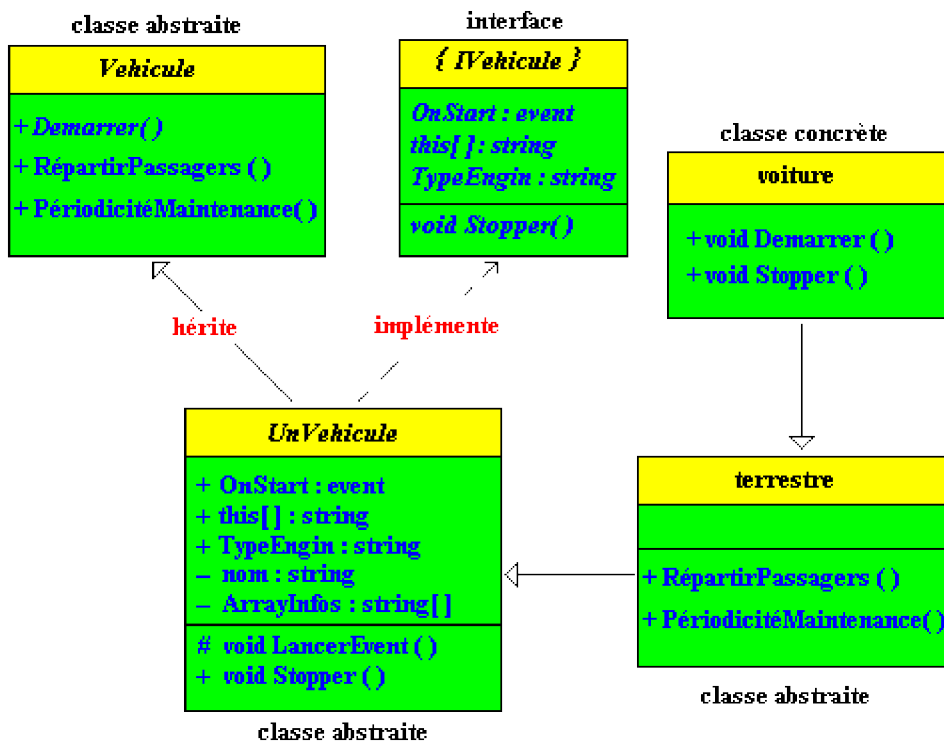 classe abstraite
Vehicule
+ Demarrer( )
+ RépartirPassagers ( )
+ PériodicitéMaintenance( )
interface
{ IVehicule }
OnStart : event
this[ ] : string
TypeEngin : string
void Stopper( )
classe concrète
voiture
+ void Demarrer ( )
+ void Stopper ( )
hérite
implémente
UnVehicule
+ OnStart : event
+ this[ ] : string
+ TypeEngin : string
– nom : string
– ArrayInfos : string[ ]
# void LancerEvent ( )
+ void Stopper ( )
classe abstraite
terrestre
+ RépartirPassagers ( )
+ PériodicitéMaintenance( )
classe abstraite